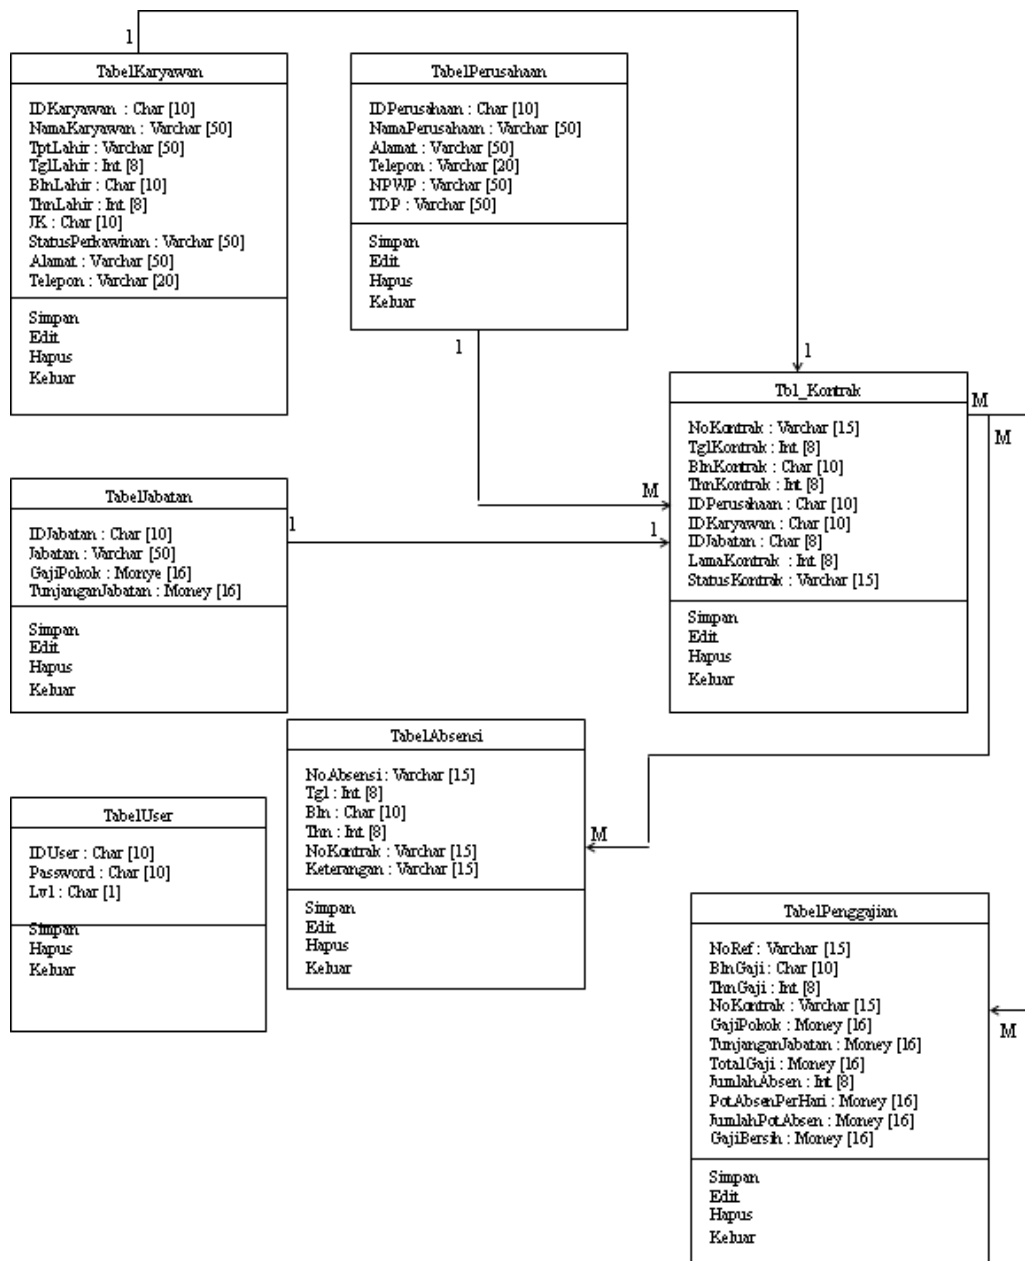 1
TabelKaryawan
IDKaryawan : Char [10]
NamaKaryawan : Varchar [50]
TptLahir : Varchar [50]
TglLahir : Int [8]
BlnLahir : Char [10]
ThnLahir : Int [8]
JK : Char [10]
StatusPerkawinan : Varchar [50]
Alamat : Varchar [50]
Telepon : Varchar [20]
Simpan
Edit
Hapus
Keluar
TabelPerusahaan
IDPerusahaan : Char [10]
NamaPerusahaan : Varchar [50]
Alamat : Varchar [50]
Telepon : Varchar [20]
NPWP : Varchar [50]
TDP : Varchar [50]
Simpan
Edit
Hapus
Keluar
1
1
Tbl_Kontrak
NoKontrak : Varchar [15]
TglKontrak : Int [8]
BlnKontrak : Char [10]
ThnKontrak : Int [8]
IDPerusahaan : Char [10]
IDKaryawan : Char [10]
IDJabatan : Char [8]
LamaKontrak : Int [8]
StatusKontrak : Varchar [15]
Simpan
Edit
Hapus
Keluar
M
M
M
1
TabelJabatan
IDJabatan : Char [10]
Jabatan : Varchar [50]
GajiPokok : Monye [16]
TunjanganJabatan : Money [16]
Simpan
Edit
Hapus
Keluar
1
TabelAbsensi
NoAbsensi : Varchar [15]
Tgl : Int [8]
Bln : Char [10]
Thn : Int [8]
NoKontrak : Varchar [15]
Keterangan : Varchar [15]
Simpan
Edit
Hapus
Keluar
M
TabelUser
IDUser : Char [10]
Password : Char [10]
Lvl : Char [1]
Simpan
Hapus
Keluar
TabelPenggajian
NoRef : Varchar [15]
BlnGaji : Char [10]
ThnGaji : Int [8]
NoKontrak : Varchar [15]
GajiPokok : Money [16]
TunjanganJabatan : Money [16]
TotalGaji : Money [16]
JumlahAbsen : Int [8]
PotAbsenPerHari : Money [16]
JumlahPotAbsen : Money [16]
GajiBersih : Money [16]
Simpan
Edit
Hapus
Keluar
M